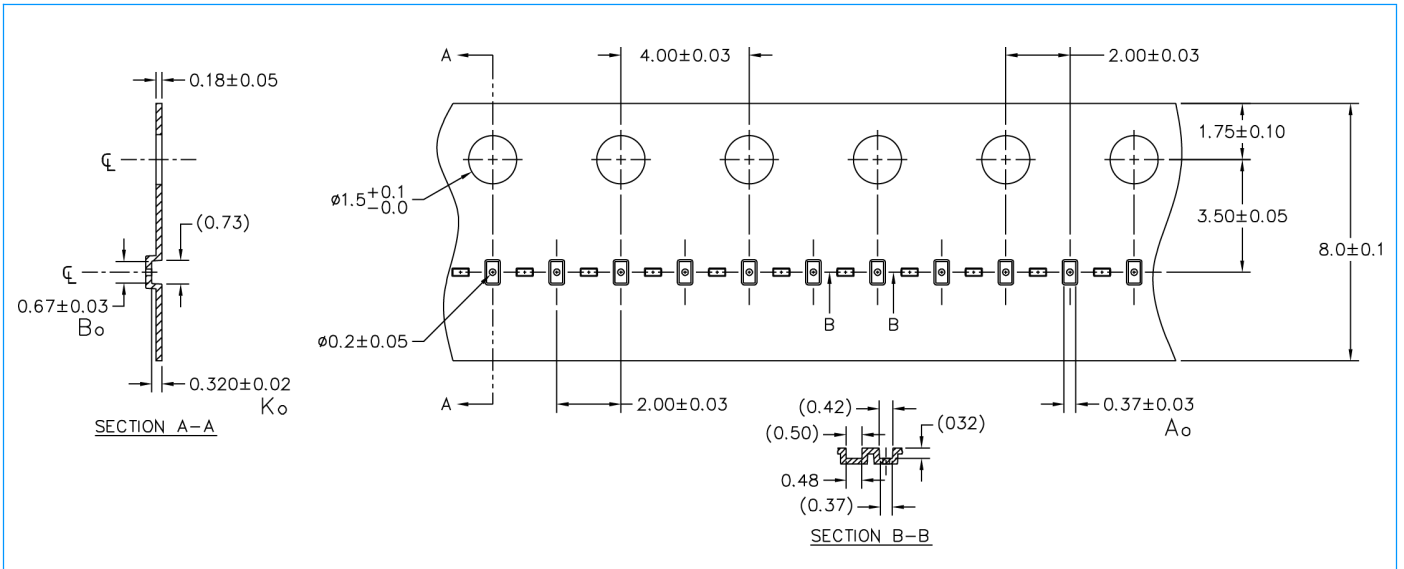 A
4.00±0.03
2.00±0.03
0.18±0.05
1.75±0.10
℄
ø1.5 +0.1 -0.0
(0.73)
3.50±0.05
8.0±0.1
℄
0.67±0.03
Bo
B
B
ø0.2±0.05
0.320±0.02
Ko
A
2.00±0.03
(0.42)
0.37±0.03
Ao
SECTION A-A
(0.50)
(032)
0.48
(0.37)
SECTION B-B